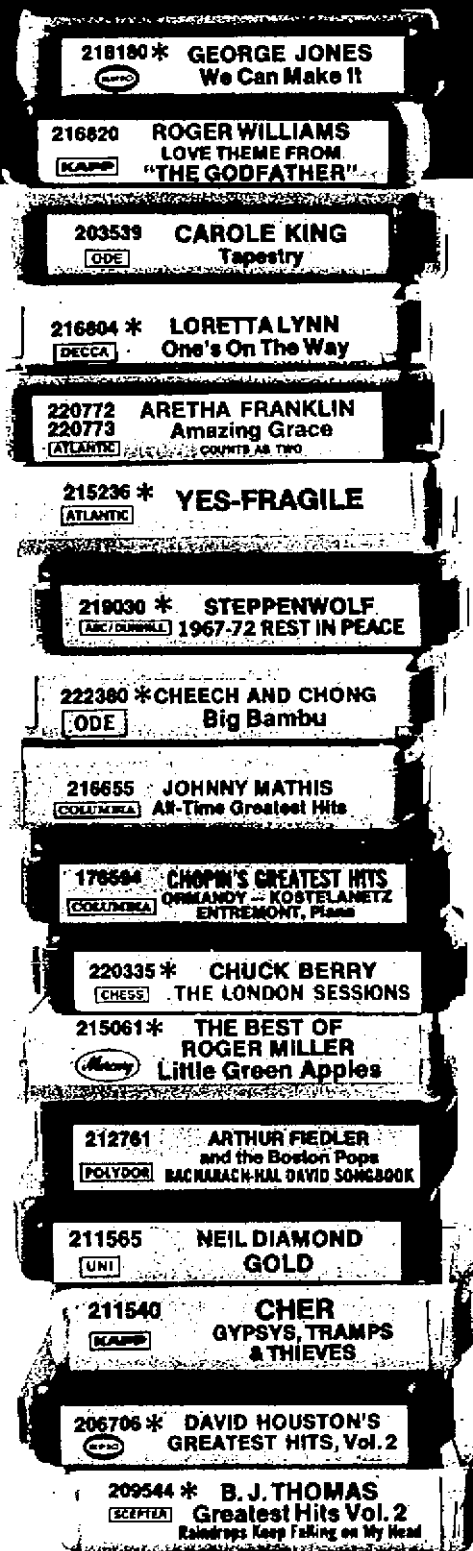 218180* GEORGE JONES
EPIC We Can Make It
216820 ROGER WILLIAMS
LOVE THEME FROM
KAPP "THE GODFATHER"
203539 CAROLE KING
ODE Tapestry
216804* LORETTA LYNN
DECCA One's On The Way
220772 ARETHA FRANKLIN
220773 Amazing Grace
ATLANTIC COUNTS AS TWO
215236* YES-FRAGILE
ATLANTIC
219030* STEPPENWOLF
ABC/DUNHILL 1967-72 REST IN PEACE
222380* CHEECH AND CHONG
ODE Big Bambu
216655 JOHNNY MATHIS
COLUMBIA All-Time Greatest Hits
176594 CHOPIN'S GREATEST HITS
COLUMBIA ORMANDY — KOSTELANETZ
ENTREMONT, Piano
220335* CHUCK BERRY
CHESS THE LONDON SESSIONS
215061* THE BEST OF
ROGER MILLER
Mercury Little Green Apples
212761 ARTHUR FIEDLER
and the Boston Pops
POLYDOR BACHARACH-HAL DAVID SONGBOOK
211565 NEIL DIAMOND
UNI GOLD
211540 CHER
GYPSYS, TRAMPS
KAPP & THIEVES
206706* DAVID HOUSTON'S
EPIC GREATEST HITS, Vol. 2
209544* B. J. THOMAS
SCEPTER Greatest Hits Vol. 2
Raindrops Keep Falling on My Head